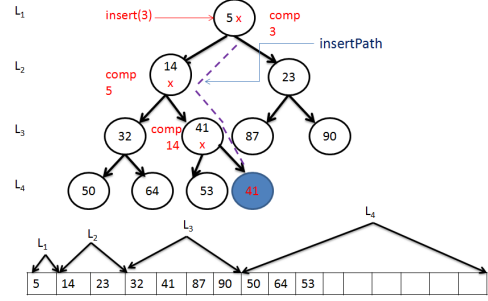 L1 insert(3) 5 x comp
3
insertPath
L2 comp
5 14
x 23
L3 32 comp
14 41
x 87 90
L4 50 64 53 41
L1 L2 L3 L4
5 14 23 32 41 87 90 50 64 53